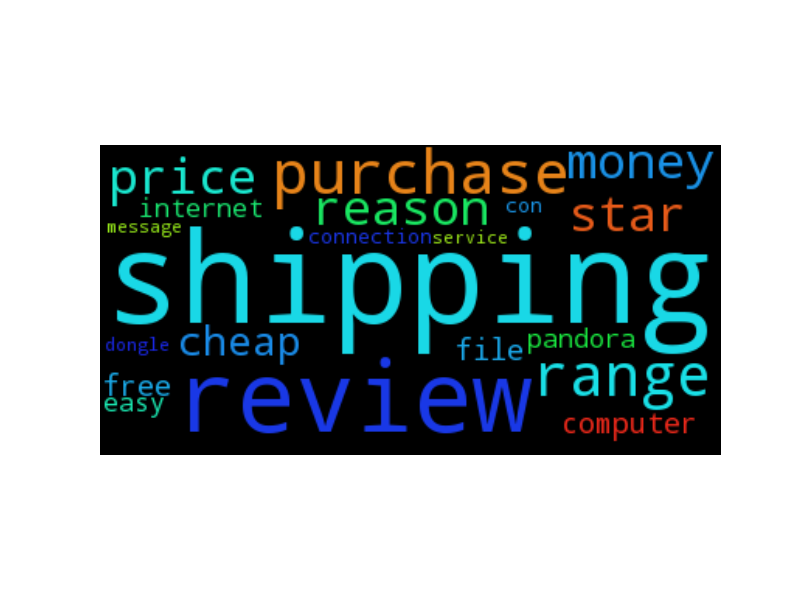 price purchase money
internet reason con star
message connection service
shipping
dongle cheap file pandora
free review range
easy computer